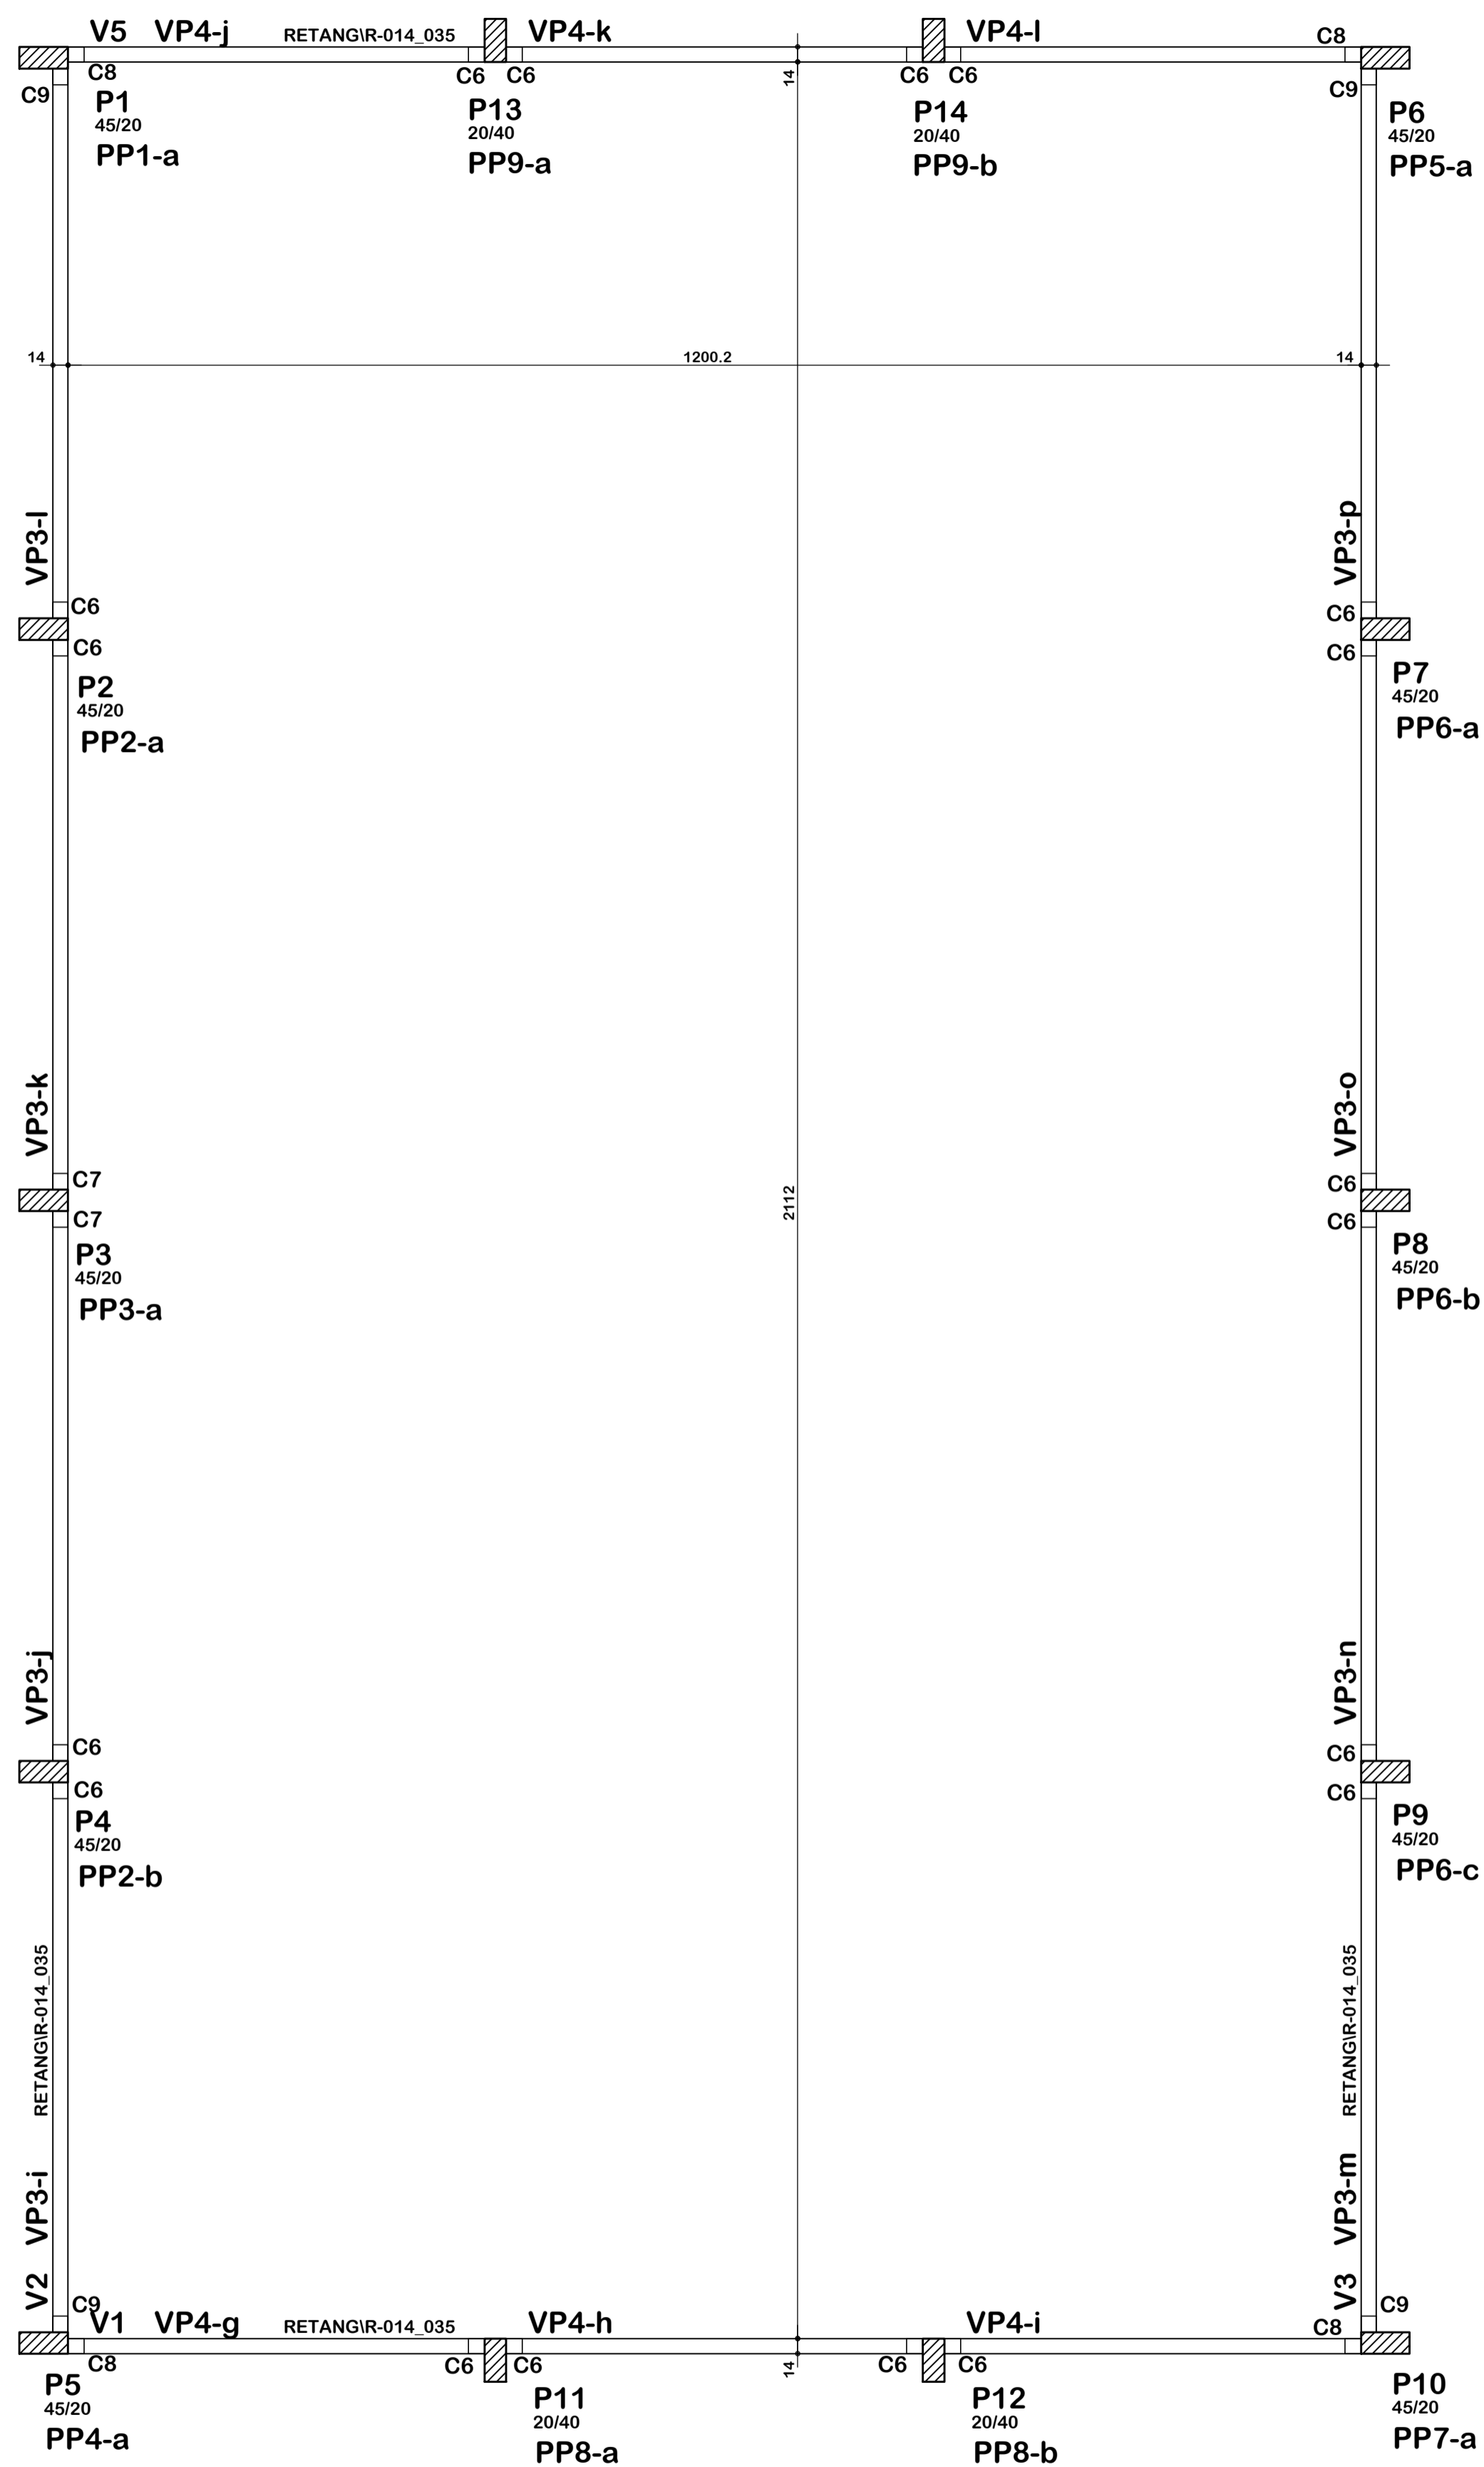 V5 VP4-j RETANG\R-014_035 VP4-k VP4-l C8
C8 C6 C6 14 C6 C6
C9 C9
P1 P13 P14 P6
45/20 20/40 20/40 45/20
PP1-a PP9-a PP9-b PP5-a
14 1200.2 14
VP3-l VP3-p
C6 C6
C6 C6
P2 P7
45/20 45/20
PP2-a PP6-a
VP3-k VP3-o
C7 C6
2112
C7 C6
P3 P8
45/20 45/20
PP3-a PP6-b
VP3-j VP3-n
C6 C6
C6 C6
P4 P9
45/20 45/20
PP2-b PP6-c
RETANG\R-014_035 RETANG\R-014_035
VP3-i VP3-m
V2 V3
C9 C9
V1 VP4-g RETANG\R-014_035 VP4-h VP4-i C8
C8 C6 C6 14 C6 C6
P5 P11 P12 P10
45/20 20/40 20/40 45/20
PP4-a PP8-a PP8-b PP7-a